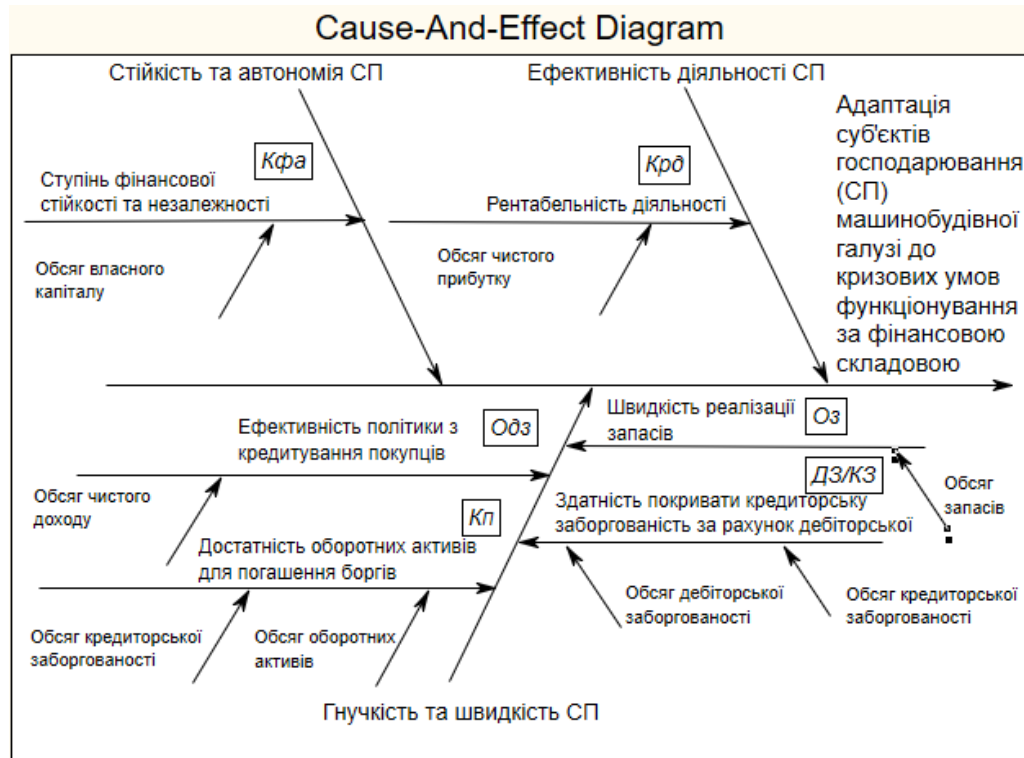 Cause-And-Effect Diagram
Стійкість та автономія СП
Ефективність діяльності СП
Адаптація
суб'єктів
господарювання
(СП)
машинобудівної
галузі до
кризових умов
функціонування
за фінансовою
складовою
Кфа
Ступінь фінансової
стійкості та незалежності
Обсяг власного
капіталу
Крд
Рентабельність діяльності
Обсяг чистого
прибутку
Ефективність політики з
кредитування покупців
Одз
Обсяг чистого
доходу
Швидкість реалізації
запасів
Оз
Обсяг
запасів
ДЗ/КЗ
Здатність покривати кредиторську
заборгованість за рахунок дебіторської
Кп
Достатність оборотних активів
для погашення боргів
Обсяг кредиторської
заборгованості
Обсяг оборотних
активів
Обсяг дебіторської
заборгованості
Обсяг кредиторської
заборгованості
Гнучкість та швидкість СП